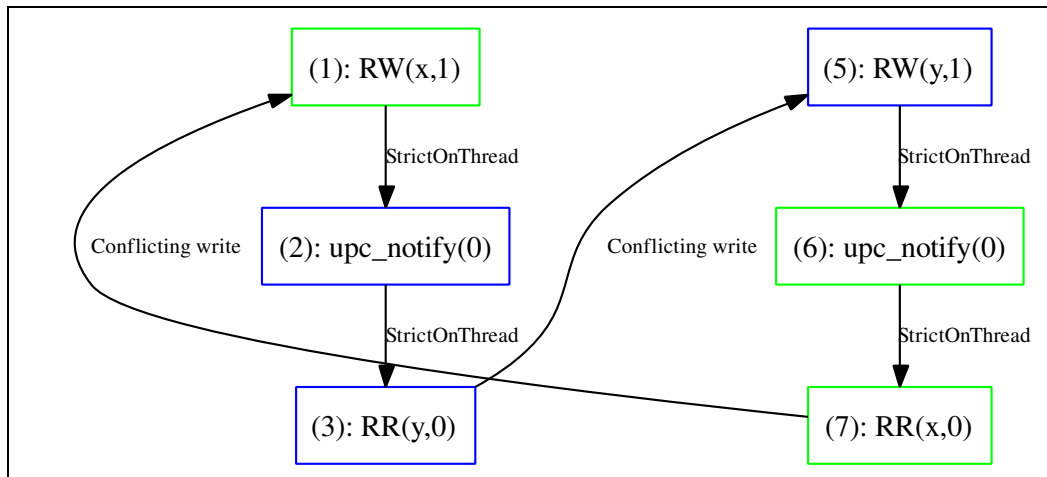 (1): RW(x,1)
(5): RW(y,1)
StrictOnThread
StrictOnThread
Conflicting write
(2): upc_notify(0)
Conflicting write
(6): upc_notify(0)
StrictOnThread
StrictOnThread
(3): RR(y,0)
(7): RR(x,0)